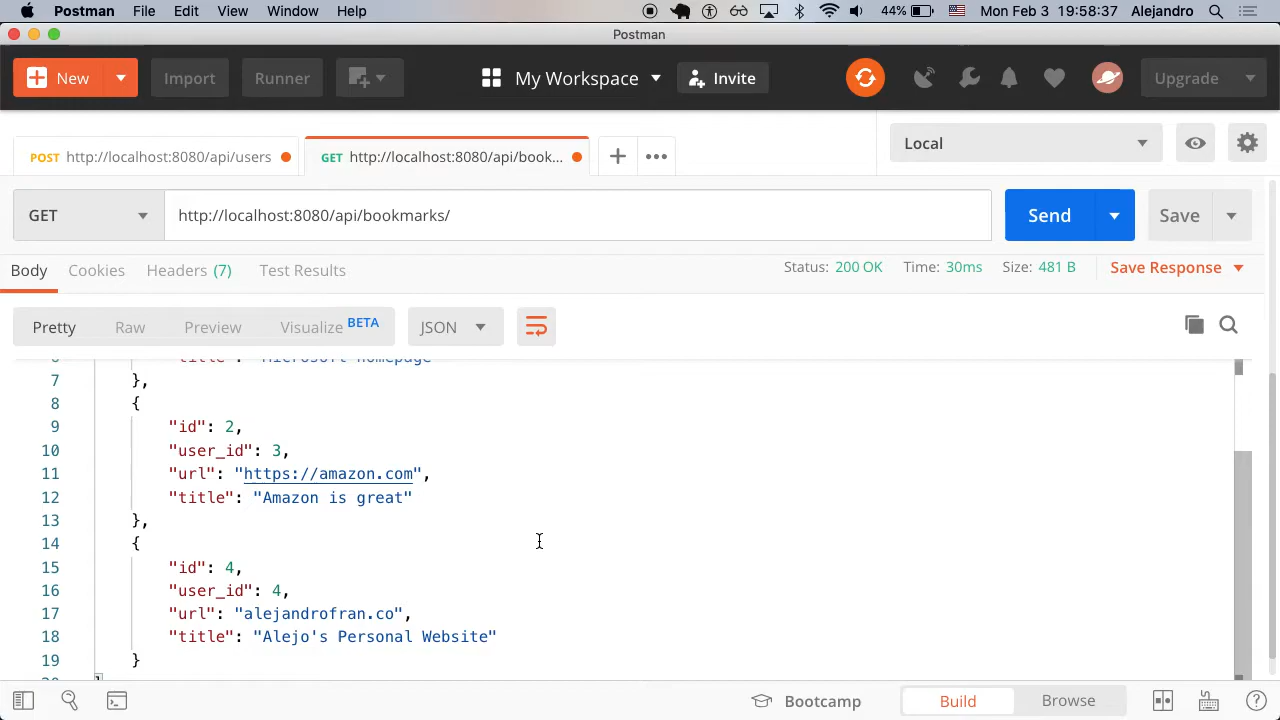 Postman File Edit View Window Help 44% Mon Feb 3 19:58:37 Alejandro
Postman
New Import Runner My Workspace Invite Upgrade
POST http://localhost:8080/api/users GET http://localhost:8080/api/book... Local
GET http://localhost:8080/api/bookmarks/ Send Save
Body Cookies Headers (7) Test Results Status: 200 OK Time: 30ms Size: 481 B Save Response
Pretty Raw Preview Visualize BETA JSON
6 "title": "Microsoft homepage"
7 },
8 {
9 "id": 2,
10 "user_id": 3,
11 "url": "https://amazon.com",
12 "title": "Amazon is great"
13 },
14 {
15 "id": 4,
16 "user_id": 4,
17 "url": "alejandrofran.co",
18 "title": "Alejo's Personal Website"
19 }
20 ]
Bootcamp Build Browse